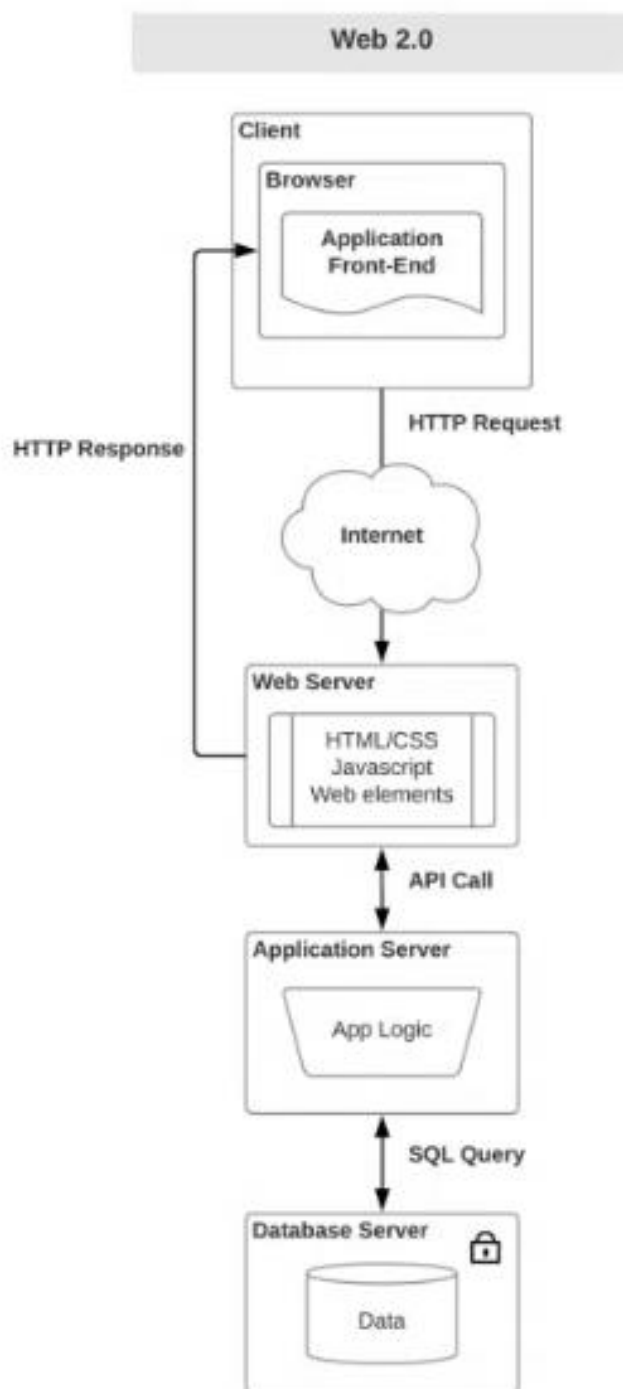 Web 2.0
Client
Browser
Application
Front-End
HTTP Request
HTTP Response
Internet
Web Server
HTML/CSS
Javascript
Web elements
API Call
Application Server
App Logic
SQL Query
Database Server
Data